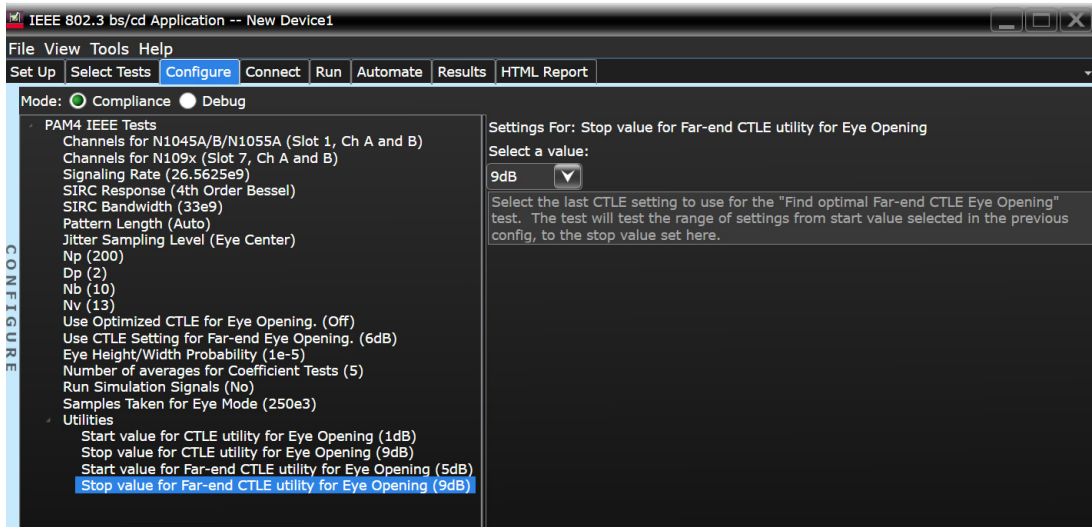 IEEE 802.3 bs/cd Application -- New Device1
File View Tools Help
Set Up Select Tests Configure Connect Run Automate Results HTML Report
Mode: Compliance Debug
CONFIGURE
PAM4 IEEE Tests
Channels for N1045A/B/N1055A (Slot 1, Ch A and B)
Channels for N109x (Slot 7, Ch A and B)
Signaling Rate (26.5625e9)
SIRC Response (4th Order Bessel)
SIRC Bandwidth (33e9)
Pattern Length (Auto)
Jitter Sampling Level (Eye Center)
Np (200)
Dp (2)
Nb (10)
Nv (13)
Use Optimized CTLE for Eye Opening. (Off)
Use CTLE Setting for Far-end Eye Opening. (6dB)
Eye Height/Width Probability (1e-5)
Number of averages for Coefficient Tests (5)
Run Simulation Signals (No)
Samples Taken for Eye Mode (250e3)
Utilities
Start value for CTLE utility for Eye Opening (1dB)
Stop value for CTLE utility for Eye Opening (9dB)
Start value for Far-end CTLE utility for Eye Opening (5dB)
Stop value for Far-end CTLE utility for Eye Opening (9dB)
Settings For: Stop value for Far-end CTLE utility for Eye Opening
Select a value:
9dB
Select the last CTLE setting to use for the "Find optimal Far-end CTLE Eye Opening"
test. The test will test the range of settings from start value selected in the previous
config, to the stop value set here.